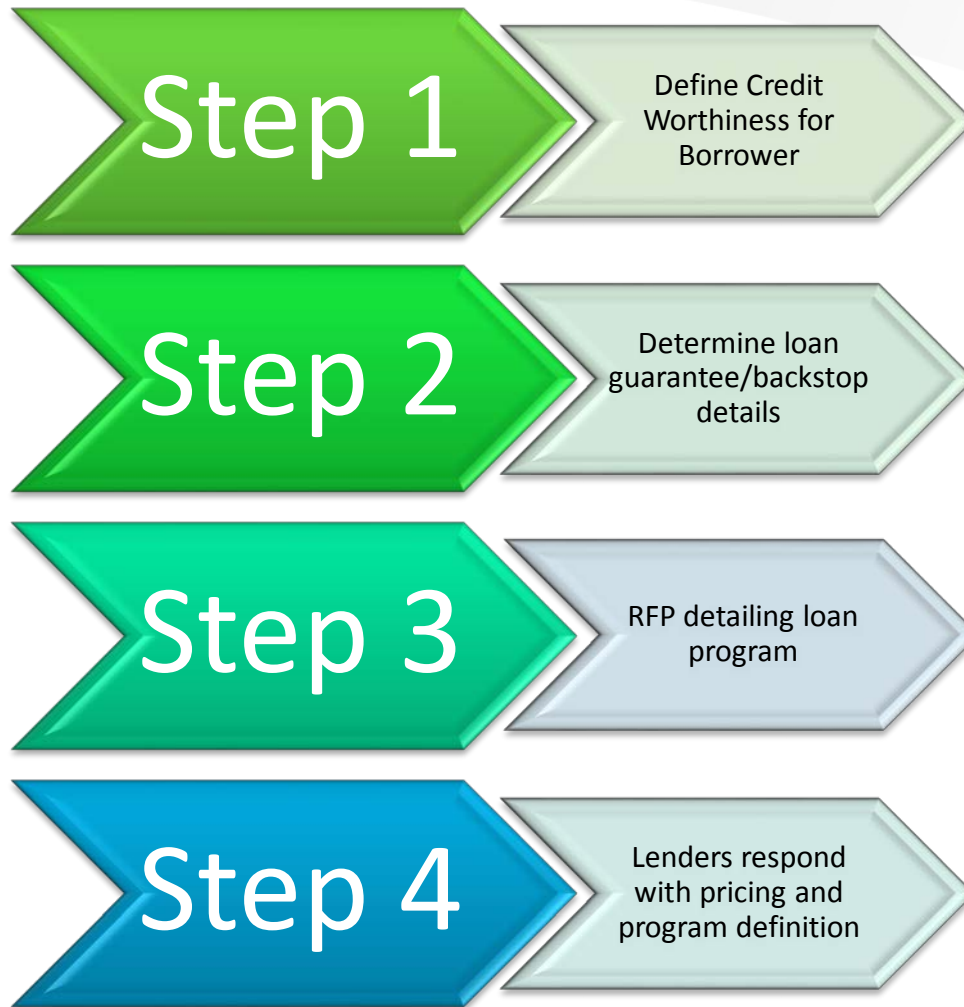 Step 1
Define Credit
Worthiness for
Borrower
Step 2
Determine loan
guarantee/backstop
details
Step 3
RFP detailing loan
program
Step 4
Lenders respond
with pricing and
program definition